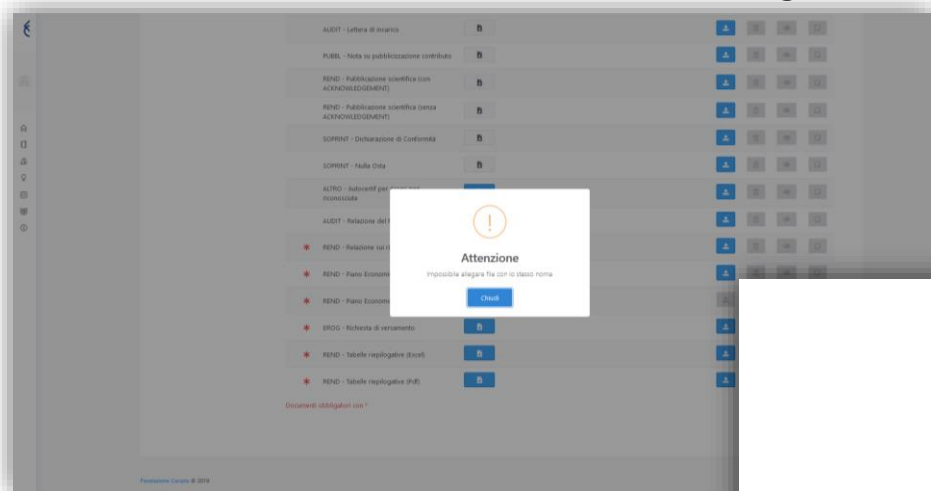 AUDIT - Lettera di incarico
PUBBL - Nota su pubblicizzazione contributo
REND - Pubblicazione scientifica (con
ACKNOWLEDGEMENT)
REND - Pubblicazione scientifica (senza
ACKNOWLEDGEMENT)
SOPRINT - Dichiarazione di Conformità
SOPRINT - Nulla Osta
ALTRO - Autocertif per
riconosciuta
AUDIT - Relazione del
* REND - Relazione sui
* REND - Piano Econom
* REND - Piano Econom
* EROG - Richiesta di versamento
* REND - Tabelle riepilogative (Excel)
* REND - Tabelle riepilogative (Pdf)
Documenti obbligatori con *
Attenzione
Impossibile allegare file con lo stesso nome
Chiudi
Fondazione Cariplo © 2018